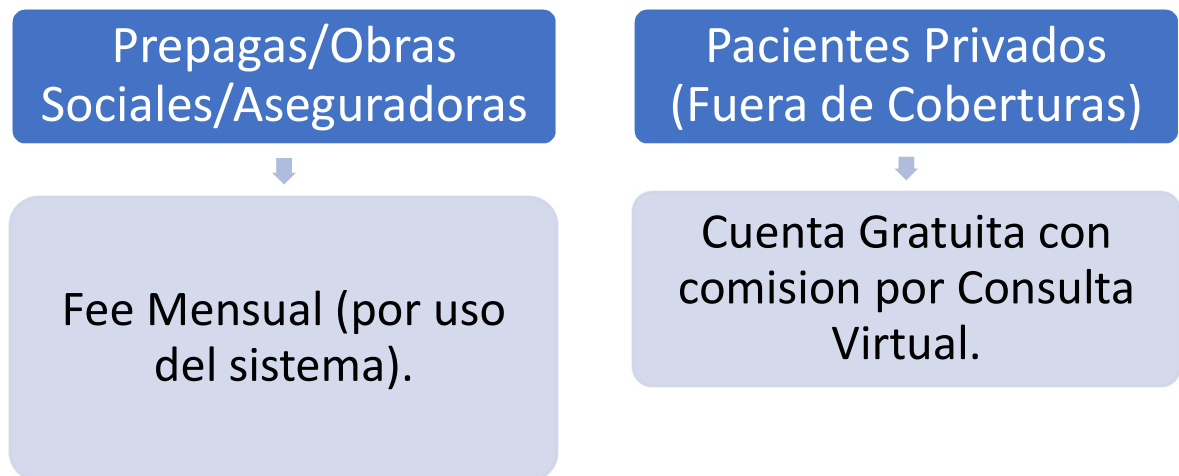 Prepagas/Obras
Sociales/Aseguradoras
Fee Mensual (por uso
del sistema).
Pacientes Privados
(Fuera de Coberturas)
Cuenta Gratuita con
comision por Consulta
Virtual.